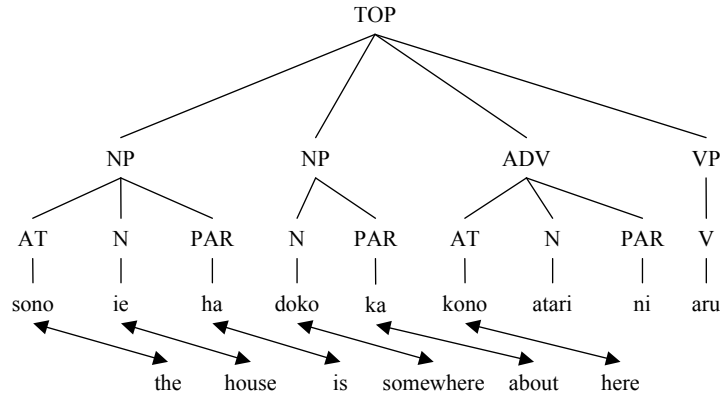 TOP
NP NP ADV VP
AT N PAR N PAR AT N PAR V
sono ie ha doko ka kono atari ni aru
the house is somewhere about here